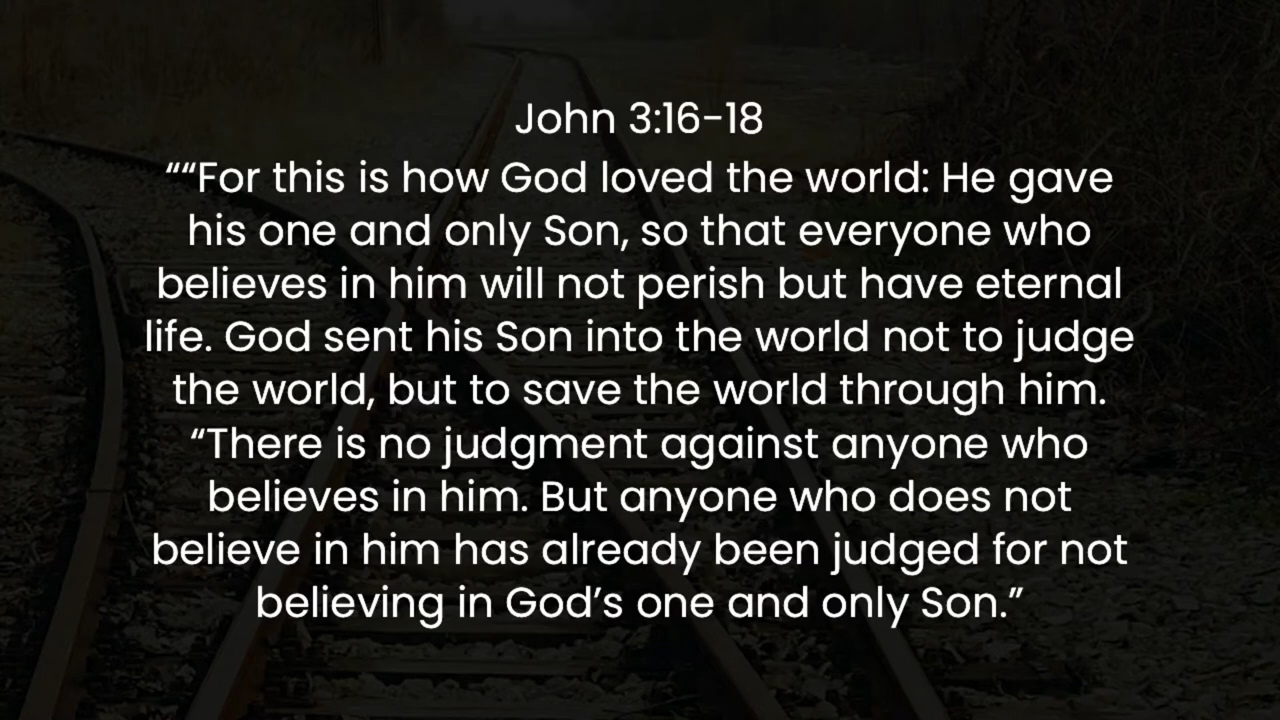 John 3:16-18
““For this is how God loved the world: He gave
his one and only Son, so that everyone who
believes in him will not perish but have eternal
life. God sent his Son into the world not to judge
the world, but to save the world through him.
“There is no judgment against anyone who
believes in him. But anyone who does not
believe in him has already been judged for not
believing in God’s one and only Son.”